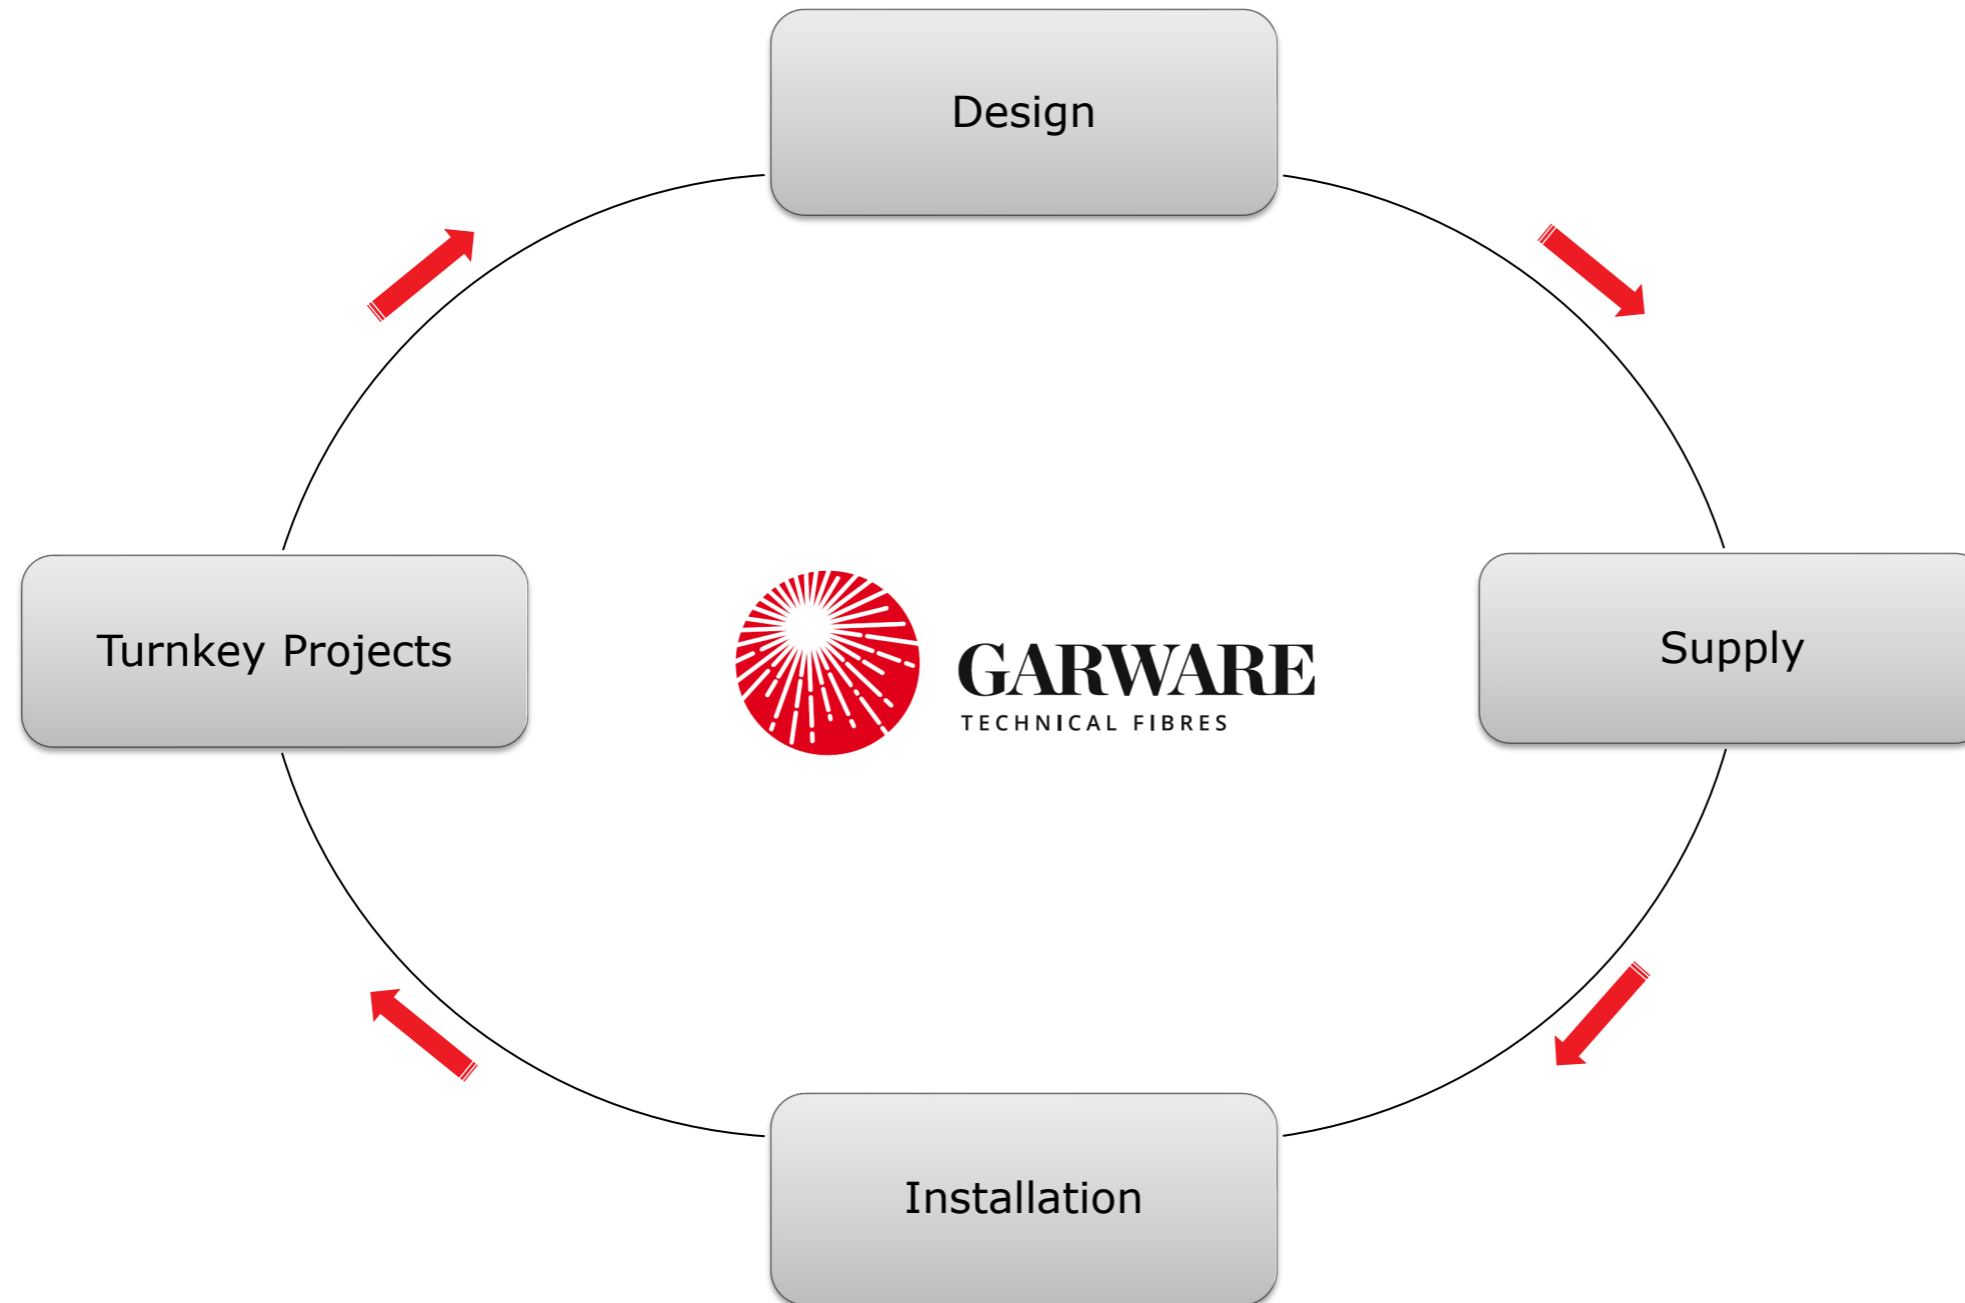 Design
Turnkey Projects
GARWARE
TECHNICAL FIBRES
Supply
Installation